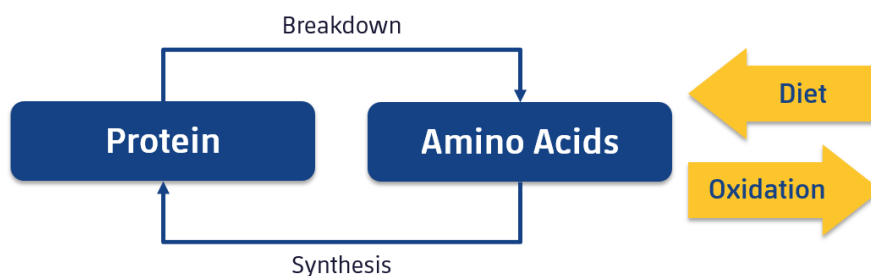 Breakdown
Protein
Amino Acids
Diet
Oxidation
Synthesis